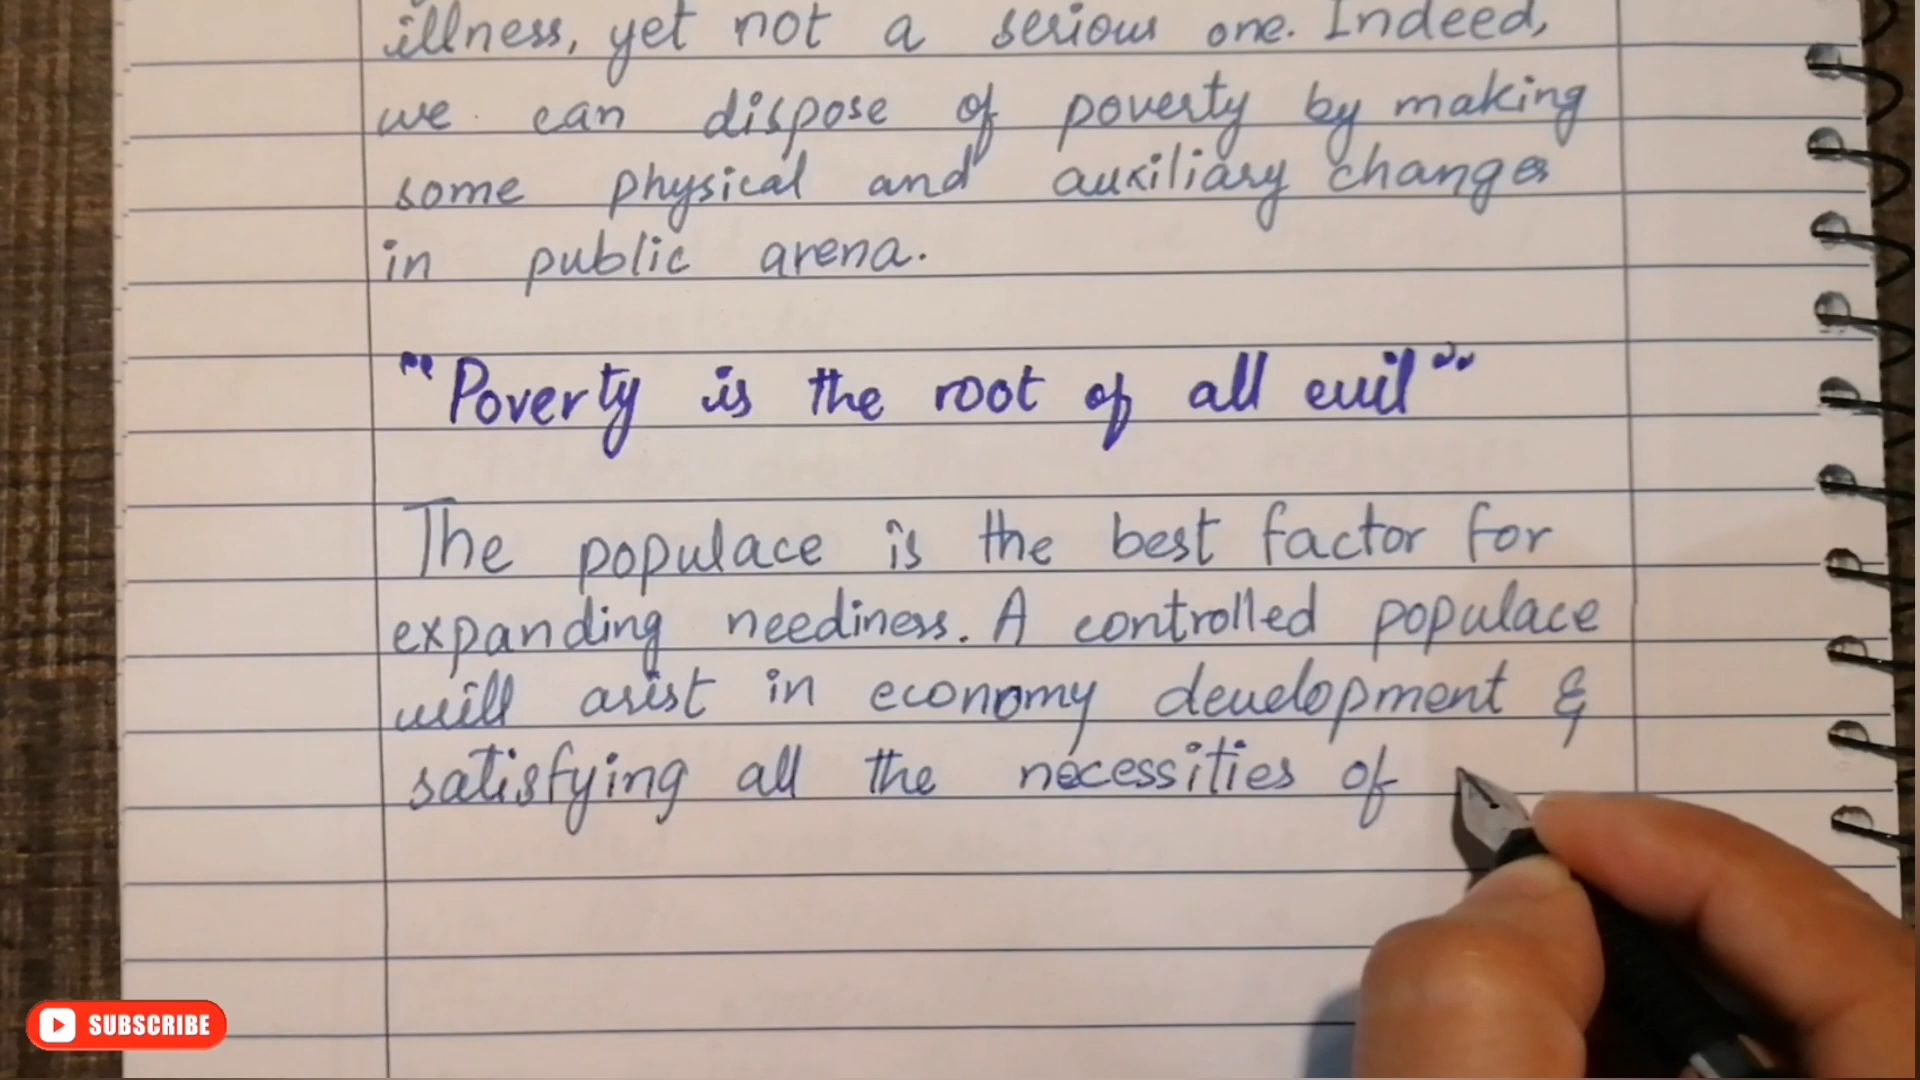 illness, yet not a serious one. Indeed,
we can dispose of poverty by making
some physical and auxiliary changes
in public arena.
"Poverty is the root of all evil"
The populace is the best factor for
expanding neediness. A controlled populace
will asist in economy development &
satisfying all the necessities of
SUBSCRIBE